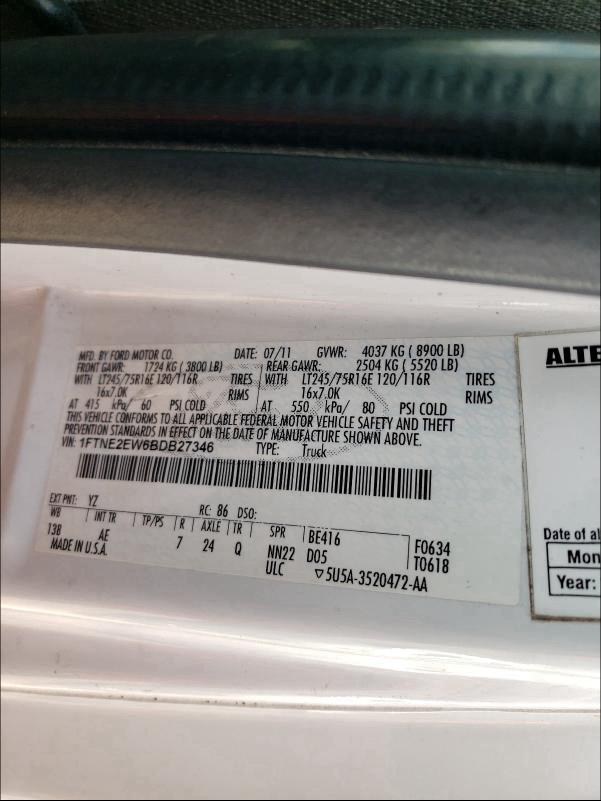 MFD. BY FORD MOTOR CO. DATE: 07/11 GVWR: 4037 KG ( 8900 LB)
FRONT GAWR: 1724 KG ( 3800 LB) REAR GAWR: 2504 KG ( 5520 LB)
WITH LT245/75R16E 120/116R TIRES WITH LT245/75R16E 120/116R TIRES
16x7.0K RIMS 16x7.0K RIMS
AT 415 kPa/ 60 PSI COLD AT 550 kPa/ 80 PSI COLD
THIS VEHICLE CONFORMS TO ALL APPLICABLE FEDERAL MOTOR VEHICLE SAFETY AND THEFT
PREVENTION STANDARDS IN EFFECT ON THE DATE OF MANUFACTURE SHOWN ABOVE.
VIN: 1FTNE2EW6BDB27346 TYPE: Truck
EXT PNT: YZ RC: 86 DSO:
WB INT TR TP/PS R AXLE TR SPR BE416 F0634
138 AE 7 24 Q NN22 D05 T0618
MADE IN U.S.A. ULC ▽5U5A-3520472-AA
ALTE
Date of al
Mon
Year: